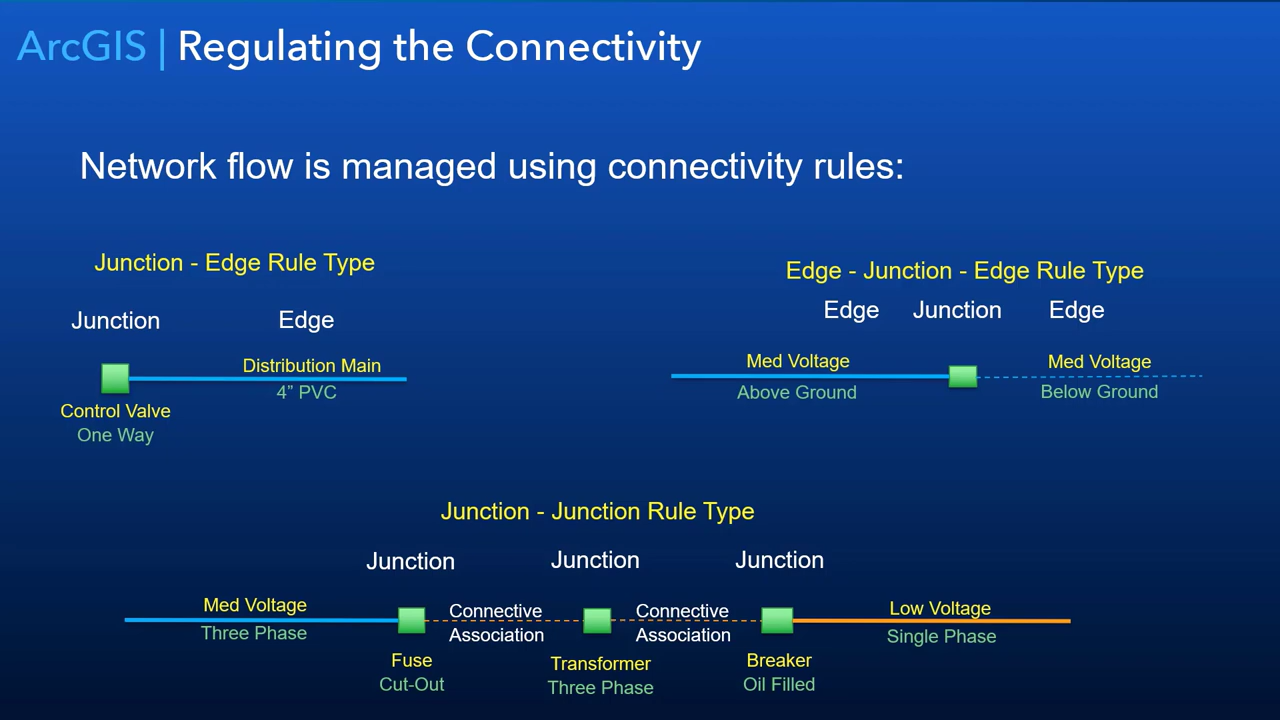 ArcGIS | Regulating the Connectivity
Network flow is managed using connectivity rules:
Junction - Edge Rule Type
Junction Edge
Distribution Main
4” PVC
Control Valve
One Way
Edge - Junction - Edge Rule Type
Edge Junction Edge
Med Voltage Med Voltage
Above Ground Below Ground
Junction - Junction Rule Type
Junction Junction Junction
Med Voltage Connective Connective Low Voltage
Three Phase Association Association Single Phase
Fuse Transformer Breaker
Cut-Out Three Phase Oil Filled